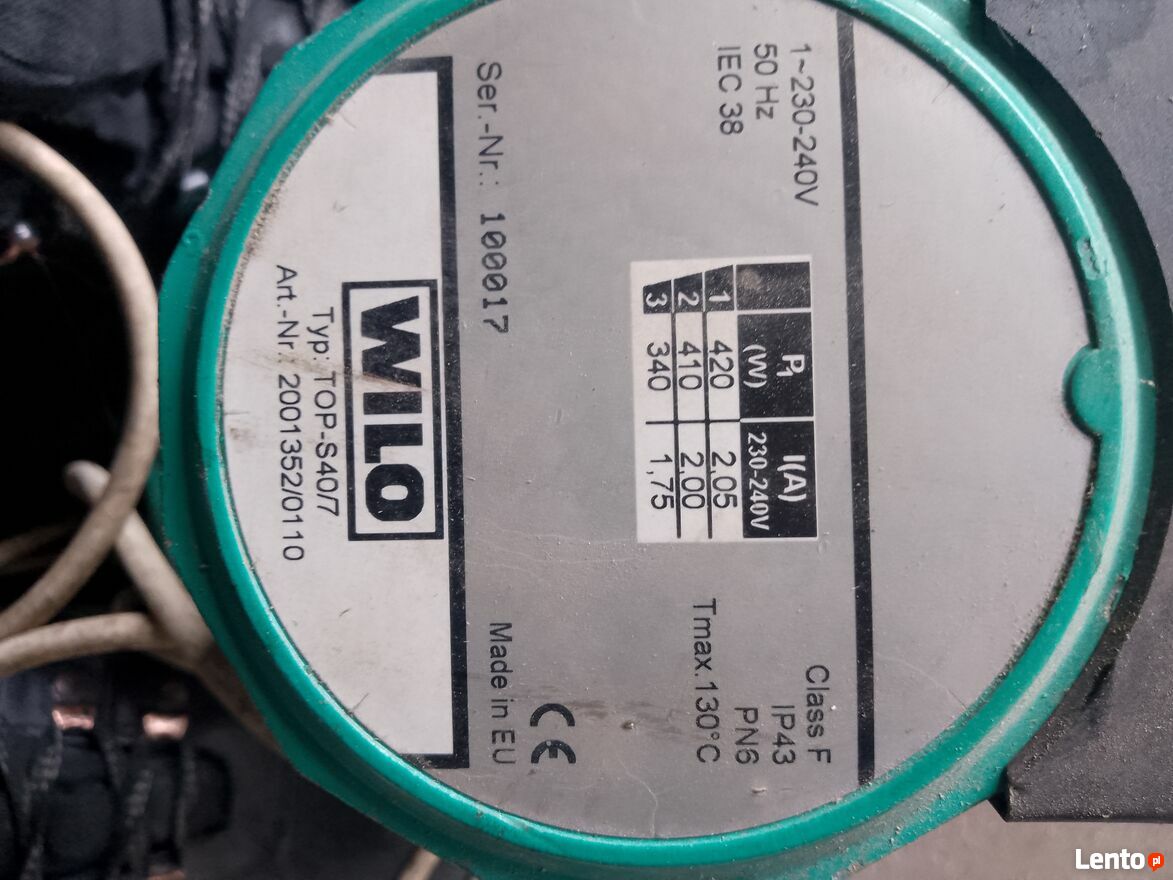 1~230-240V
50 Hz
IEC 38
Class F
IP43
PN6
Tmax.130°C
P1 (W) I(A) 230-240V
1 420 2,05
2 410 2,00
3 340 1,75
Ser.-Nr.: 100017
Made in EU
CE
WILO
Typ: TOP-S40/7
Art.-Nr.: 2001352/0110
Lento.pl